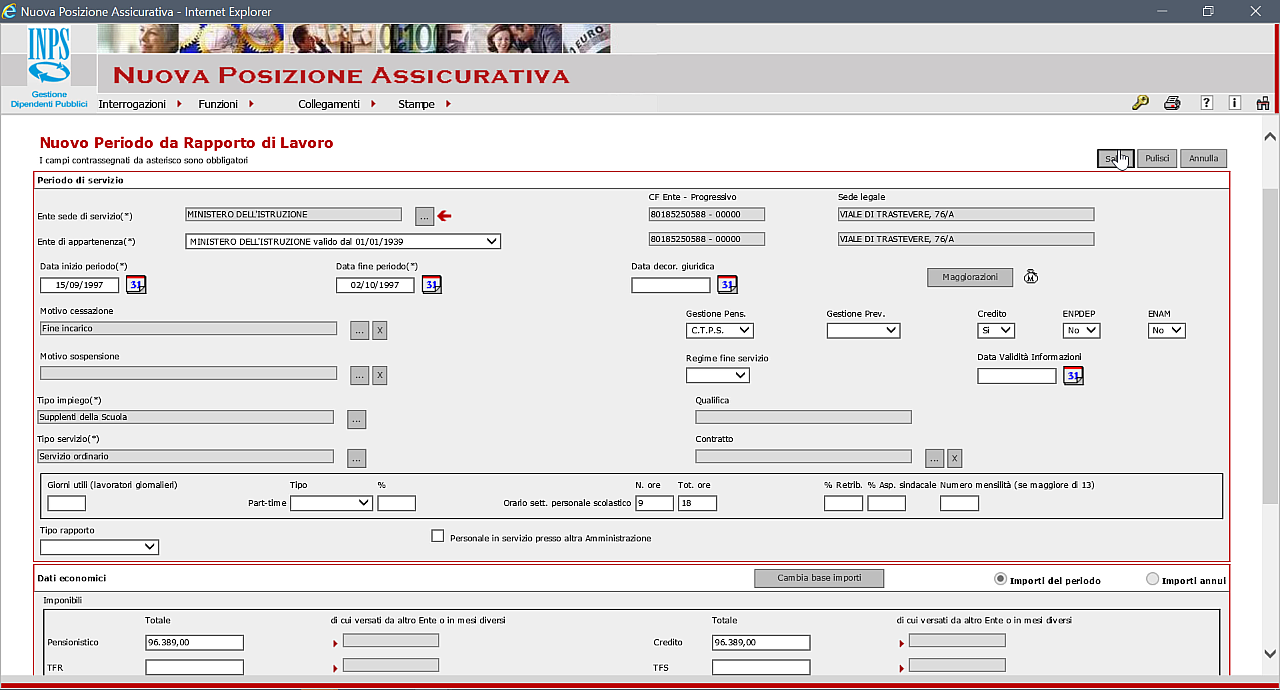 Nuova Posizione Assicurativa - Internet Explorer
INPS
Gestione
Dipendenti Pubblici
EURO
NUOVA POSIZIONE ASSICURATIVA
Interrogazioni Funzioni Collegamenti Stampe
Nuovo Periodo da Rapporto di Lavoro
I campi contrassegnati da asterisco sono obbligatori
Pulisci Annulla
Periodo di servizio
CF Ente - Progressivo Sede legale
Ente sede di servizio(*) MINISTERO DELL'ISTRUZIONE ... 80185250588 - 00000 VIALE DI TRASTEVERE, 76/A
Ente di appartenenza(*) MINISTERO DELL'ISTRUZIONE valido dal 01/01/1939 80185250588 - 00000 VIALE DI TRASTEVERE, 76/A
Data inizio periodo(*) Data fine periodo(*) Data decor. giuridica
15/09/1997 31 02/10/1997 31 31 Maggiorazioni M
Motivo cessazione Gestione Pens. Gestione Prev. Credito ENPDEP ENAM
Fine incarico ... X C.T.P.S. Si No No
Motivo sospensione Regime fine servizio Data Validità Informazioni
... X 31
Tipo impiego(*) Qualifica
Supplenti della Scuola ...
Tipo servizio(*) Contratto
Servizio ordinario ... ... X
Giorni utili (lavoratori giornalieri) Tipo % N. ore Tot. ore % Retrib. % Asp. sindacale Numero mensilità (se maggiore di 13)
Part-time Orario sett. personale scolastico 9 18
Tipo rapporto
Personale in servizio presso altra Amministrazione
Dati economici Cambia base importi Importi del periodo Importi annui
Imponibili
Totale di cui versati da altro Ente o in mesi diversi Totale di cui versati da altro Ente o in mesi diversi
Pensionistico 96.389,00 Credito 96.389,00
TFR TFS